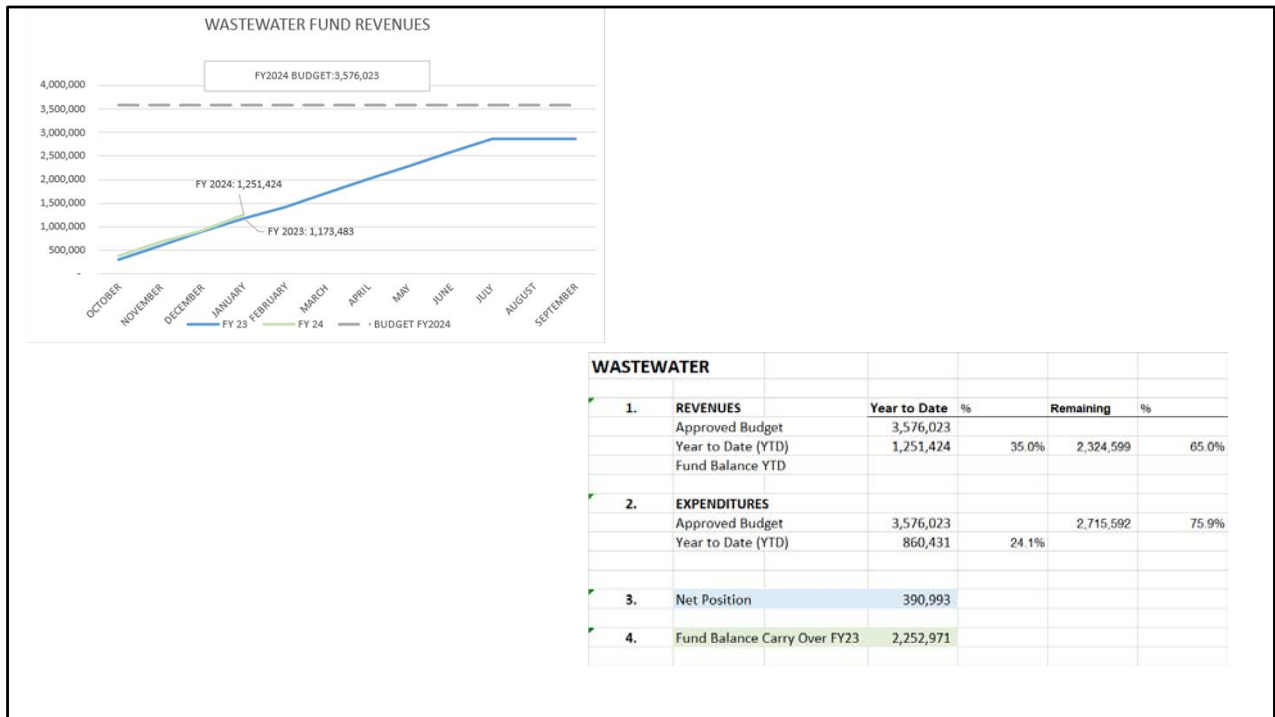 WASTEWATER FUND REVENUES
FY2024 BUDGET:3,576,023
4,000,000
3,500,000
3,000,000
2,500,000
2,000,000
1,500,000
1,000,000
500,000
-
FY 2024: 1,251,424
FY 2023: 1,173,483
OCTOBER
NOVEMBER
DECEMBER
JANUARY
FEBRUARY
MARCH
APRIL
MAY
JUNE
JULY
AUGUST
SEPTEMBER
FY 23 FY 24 - BUDGET FY2024
WASTEWATER
1. REVENUES Year to Date % Remaining %
Approved Budget 3,576,023
Year to Date (YTD) 1,251,424 35.0% 2,324,599 65.0%
Fund Balance YTD
2. EXPENDITURES
Approved Budget 3,576,023 2,715,592 75.9%
Year to Date (YTD) 860,431 24.1%
3. Net Position 390,993
4. Fund Balance Carry Over FY23 2,252,971